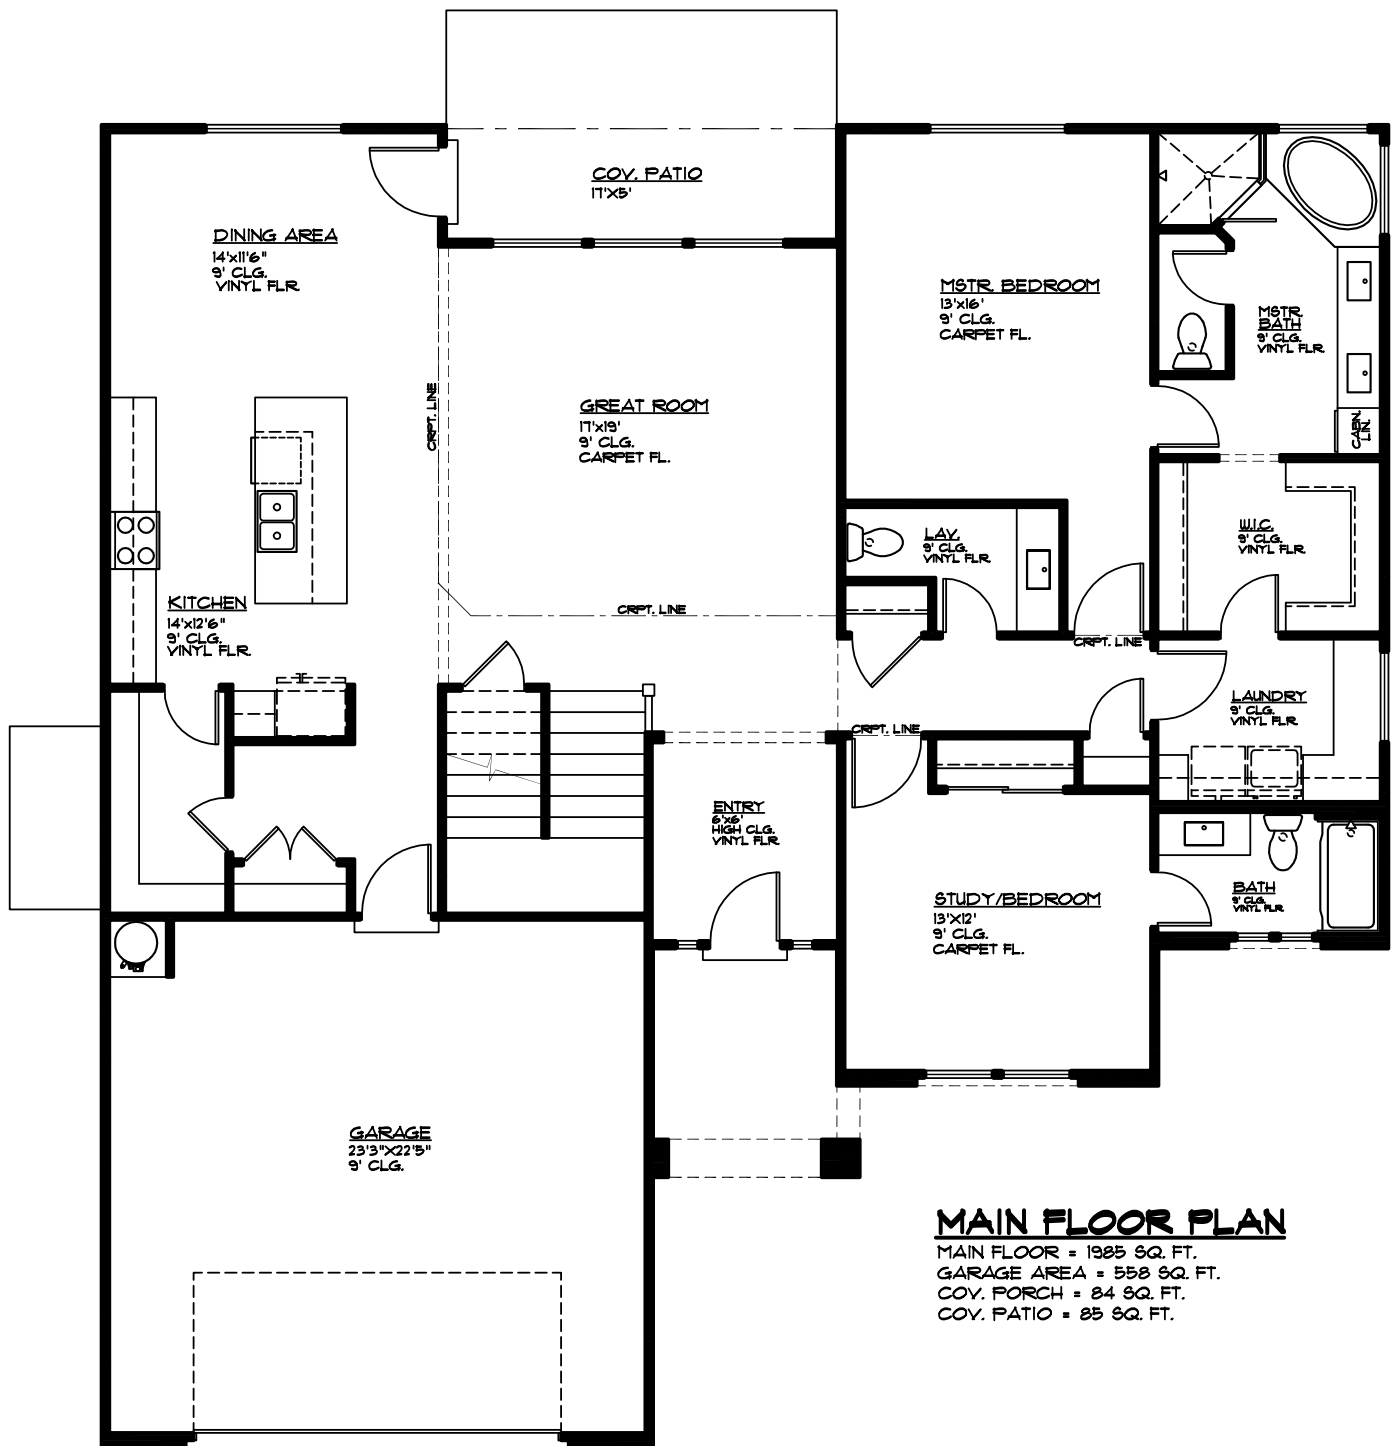 COV. PATIO
17'X5'
DINING AREA
14'x11'6"
9' CLG.
VINYL FLR.
MSTR. BEDROOM
13'x16'
9' CLG.
CARPET FL.
MSTR.
BATH
9' CLG.
VINYL FLR.
CRPT. LINE
GREAT ROOM
17'x19'
9' CLG.
CARPET FL.
CABN.
LIN.
LAV.
9' CLG.
VINYL FLR.
W.I.C.
9' CLG.
VINYL FLR.
KITCHEN
14'x12'6"
9' CLG.
VINYL FLR.
CRPT. LINE
CRPT. LINE
LAUNDRY
9' CLG.
VINYL FLR.
CRPT. LINE
ENTRY
6'x6'
HIGH CLG.
VINYL FLR.
STUDY/BEDROOM
13'X12'
9' CLG.
CARPET FL.
BATH
9' CLG.
VINYL FLR.
GARAGE
23'3"X22'5"
9' CLG.
MAIN FLOOR PLAN
MAIN FLOOR = 1985 SQ. FT.
GARAGE AREA = 558 SQ. FT.
COV. PORCH = 84 SQ. FT.
COV. PATIO = 85 SQ. FT.